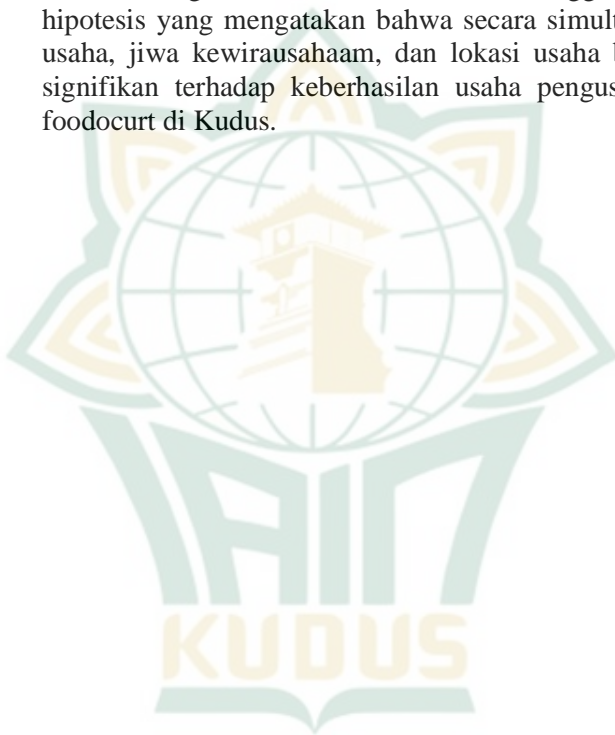 hipotesis yang mengatakan bahwa secara simult
usaha, jiwa kewirausahaam, dan lokasi usaha
signifikan terhadap keberhasilan usaha pengus
foodocurt di Kudus.
IAIN
KUDUS